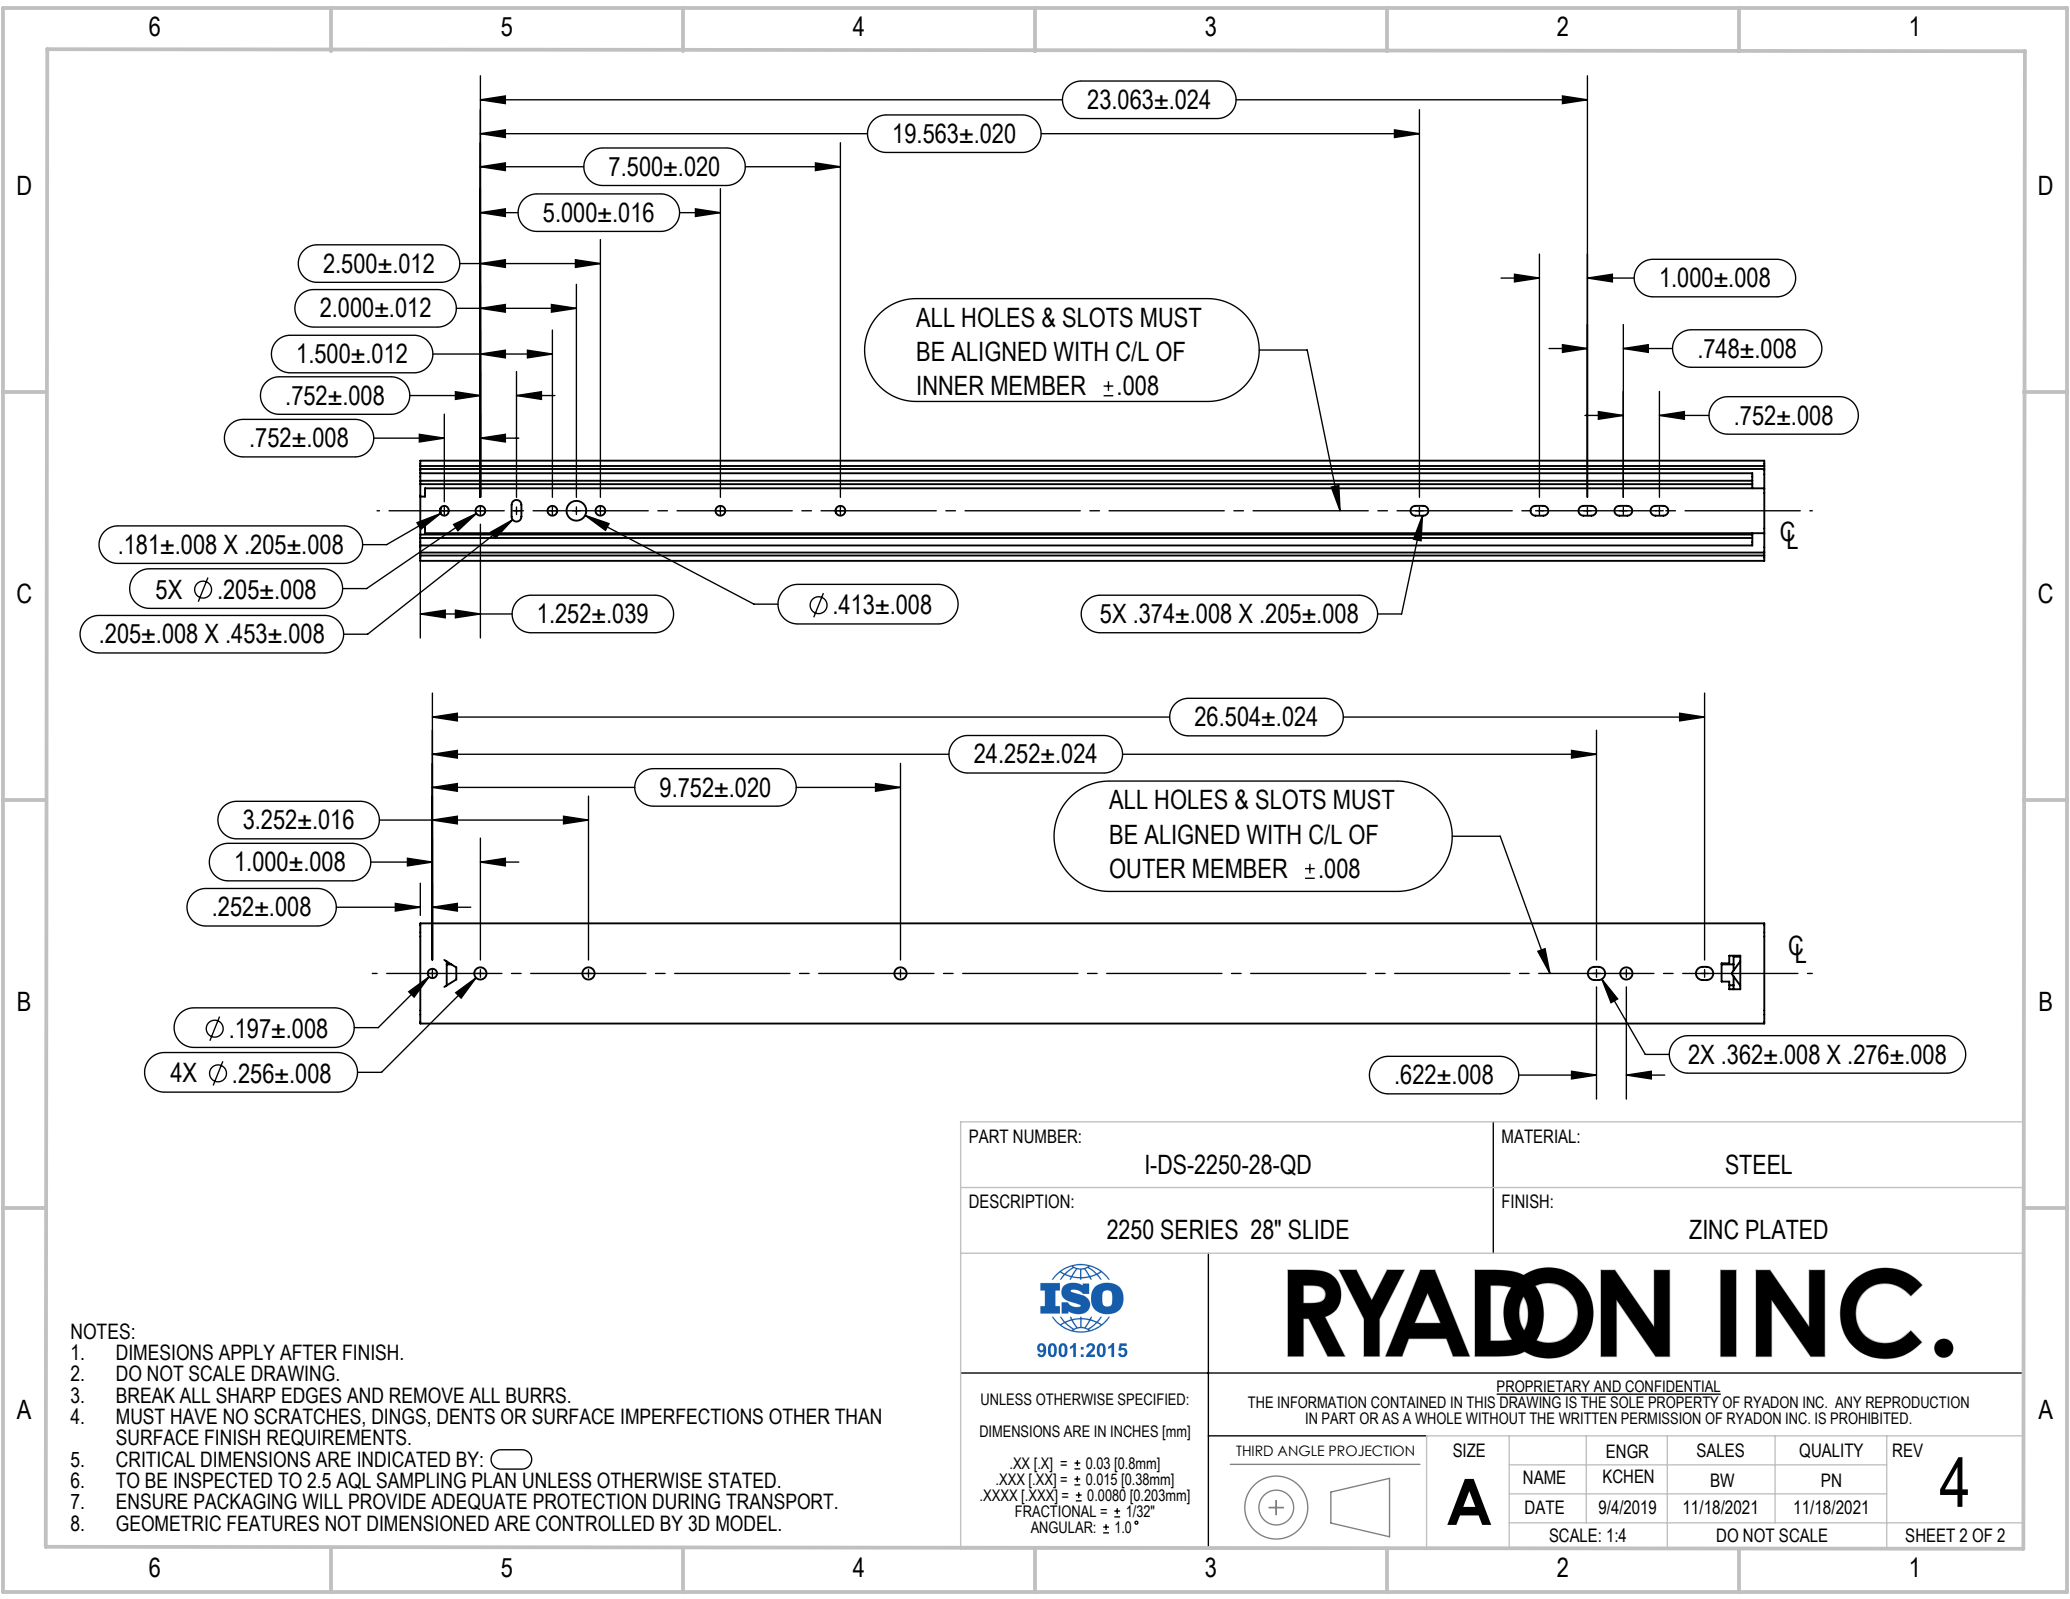 6 5 4 3 2 1
23.063±.024
19.563±.020
7.500±.020
D D
5.000±.016
2.500±.012
1.000±.008
2.000±.012
ALL HOLES & SLOTS MUST
BE ALIGNED WITH C/L OF
INNER MEMBER ±.008
1.500±.012
.748±.008
.752±.008
.752±.008
.752±.008
℄
.181±.008 X .205±.008
5X ∅ .205±.008
C C
1.252±.039
∅ .413±.008
5X .374±.008 X .205±.008
.205±.008 X .453±.008
26.504±.024
24.252±.024
9.752±.020
ALL HOLES & SLOTS MUST
BE ALIGNED WITH C/L OF
OUTER MEMBER ±.008
3.252±.016
1.000±.008
.252±.008
℄
B B
∅ .197±.008
2X .362±.008 X .276±.008
4X ∅ .256±.008
.622±.008
PART NUMBER:
I-DS-2250-28-QD
MATERIAL:
STEEL
DESCRIPTION:
2250 SERIES 28" SLIDE
FINISH:
ZINC PLATED
ISO
9001:2015
RYADON INC.
NOTES:
1. DIMESIONS APPLY AFTER FINISH.
2. DO NOT SCALE DRAWING.
3. BREAK ALL SHARP EDGES AND REMOVE ALL BURRS.
4. MUST HAVE NO SCRATCHES, DINGS, DENTS OR SURFACE IMPERFECTIONS OTHER THAN
SURFACE FINISH REQUIREMENTS.
5. CRITICAL DIMENSIONS ARE INDICATED BY:
6. TO BE INSPECTED TO 2.5 AQL SAMPLING PLAN UNLESS OTHERWISE STATED.
7. ENSURE PACKAGING WILL PROVIDE ADEQUATE PROTECTION DURING TRANSPORT.
8. GEOMETRIC FEATURES NOT DIMENSIONED ARE CONTROLLED BY 3D MODEL.
A A
UNLESS OTHERWISE SPECIFIED:
DIMENSIONS ARE IN INCHES [mm]
.XX [.X] = ± 0.03 [0.8mm]
.XXX [.XX] = ± 0.015 [0.38mm]
.XXXX [.XXX] = ± 0.0080 [0.203mm]
FRACTIONAL = ± 1/32"
ANGULAR: ± 1.0°
PROPRIETARY AND CONFIDENTIAL
THE INFORMATION CONTAINED IN THIS DRAWING IS THE SOLE PROPERTY OF RYADON INC. ANY REPRODUCTION
IN PART OR AS A WHOLE WITHOUT THE WRITTEN PERMISSION OF RYADON INC. IS PROHIBITED.
THIRD ANGLE PROJECTION
SIZE
A
ENGR SALES QUALITY
NAME KCHEN BW PN
DATE 9/4/2019 11/18/2021 11/18/2021
REV
4
SCALE: 1:4 DO NOT SCALE SHEET 2 OF 2
6 5 4 3 2 1